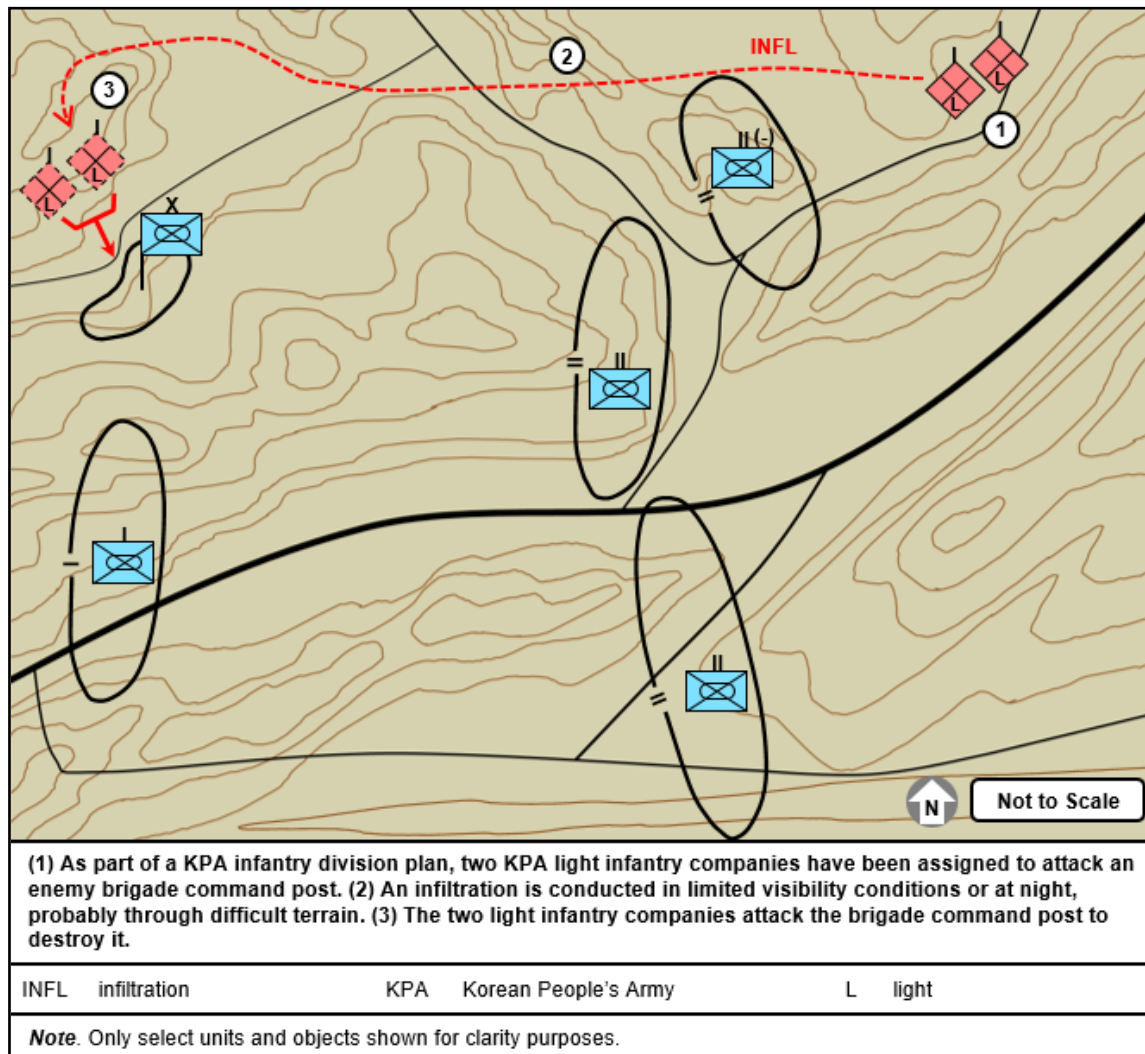 2
INFL
3
1
L
L
L
L
I
I
I
I
II (-)
II
X
II
II
I
I
II
II
N
Not to Scale
(1) As part of a KPA infantry division plan, two KPA light infantry companies have been assigned to attack an
enemy brigade command post. (2) An infiltration is conducted in limited visibility conditions or at night,
probably through difficult terrain. (3) The two light infantry companies attack the brigade command post to
destroy it.
INFL infiltration KPA Korean People's Army L light
Note. Only select units and objects shown for clarity purposes.